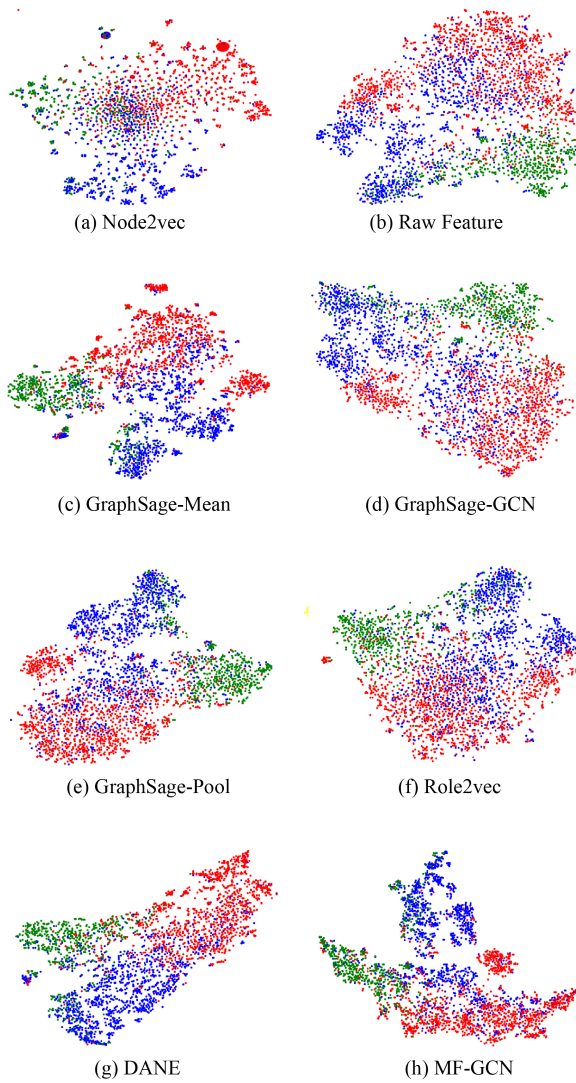 (a) Node2vec
(b) Raw Feature
(c) GraphSage-Mean
(d) GraphSage-GCN
(e) GraphSage-Pool
(f) Role2vec
(g) DANE
(h) MF-GCN